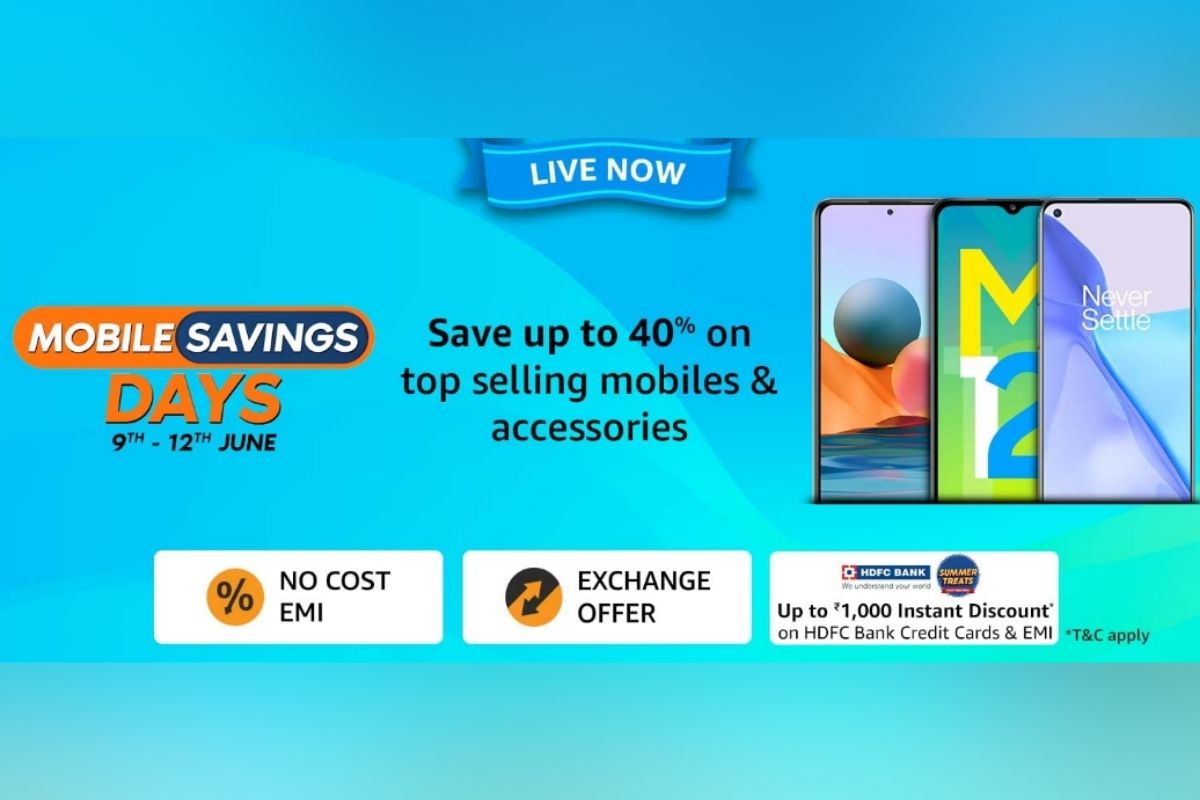 LIVE NOW
MOBILE SAVINGS
DAYS
9TH - 12TH JUNE
Save up to 40% on
top selling mobiles &
accessories
M
12
Never
Settle
% NO COST
EMI
EXCHANGE
OFFER
HDFC BANK
We understand your world
SUMMER
TREATS
Up to ₹1,000 Instant Discount*
on HDFC Bank Credit Cards & EMI
*T&C apply